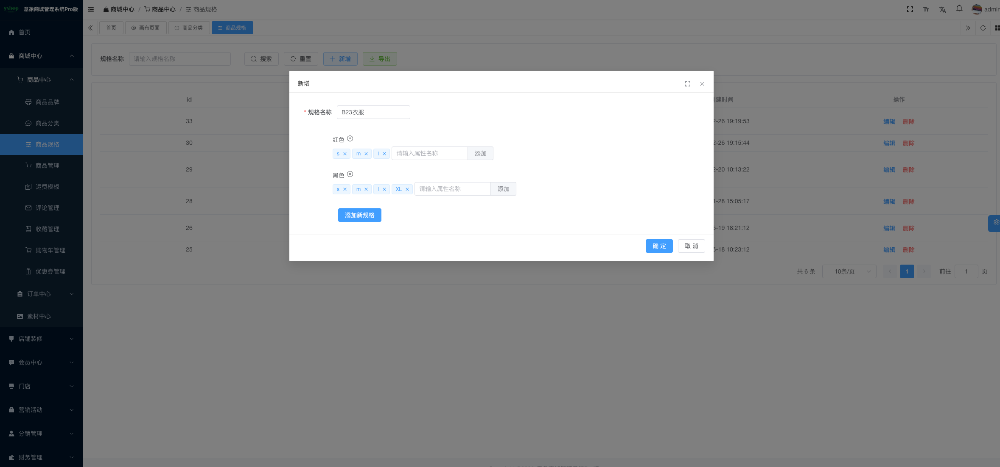 yshop 意象商城管理系统Pro版
商城中心 / 商品中心 / 商品规格
admin
首页 画布页面 商品分类 商品规格
首页
商城中心
商品中心
商品品牌
商品分类
商品规格
商品管理
运费模板
评论管理
收藏管理
购物车管理
优惠券管理
订单中心
素材中心
店铺装修
会员中心
门店
营销活动
分销管理
财务管理
规格名称 请输入规格名称 搜索 重置 新增 导出
id 创建时间 操作
33 2-26 19:19:53 编辑 删除
30 2-26 19:15:44 编辑 删除
29 2-20 10:13:22 编辑 删除
28 1-28 15:05:17 编辑 删除
26 5-19 18:21:12 编辑 删除
25 5-18 10:23:12 编辑 删除
共 6 条 10条/页 1 前往 1 页
新增
* 规格名称 B23衣服
红色
s m l 请输入属性名称 添加
黑色
s m l XL 请输入属性名称 添加
添加新规格
确 定 取 消